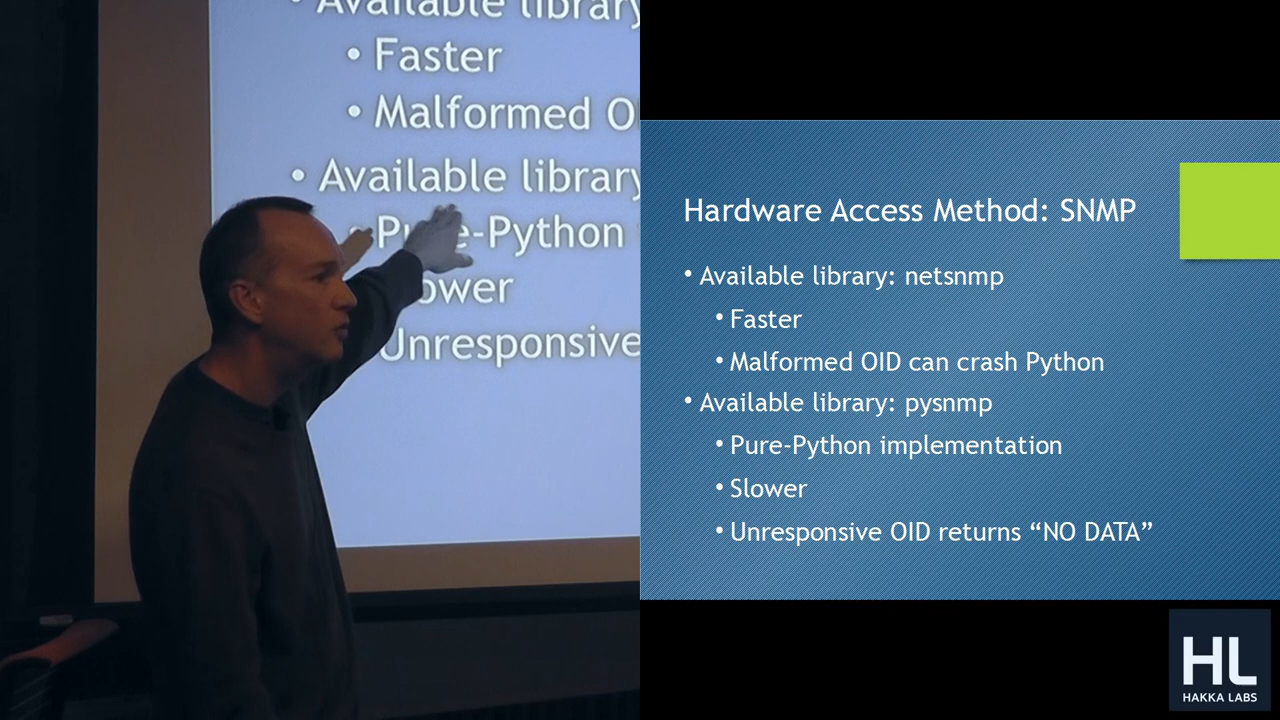 • Available library
• Faster
• Malformed O
• Available library
• Pure-Python
ower
Unresponsive
Hardware Access Method: SNMP
• Available library: netsnmp
• Faster
• Malformed OID can crash Python
• Available library: pysnmp
• Pure-Python implementation
• Slower
• Unresponsive OID returns “NO DATA”
HL
HAKKA LABS